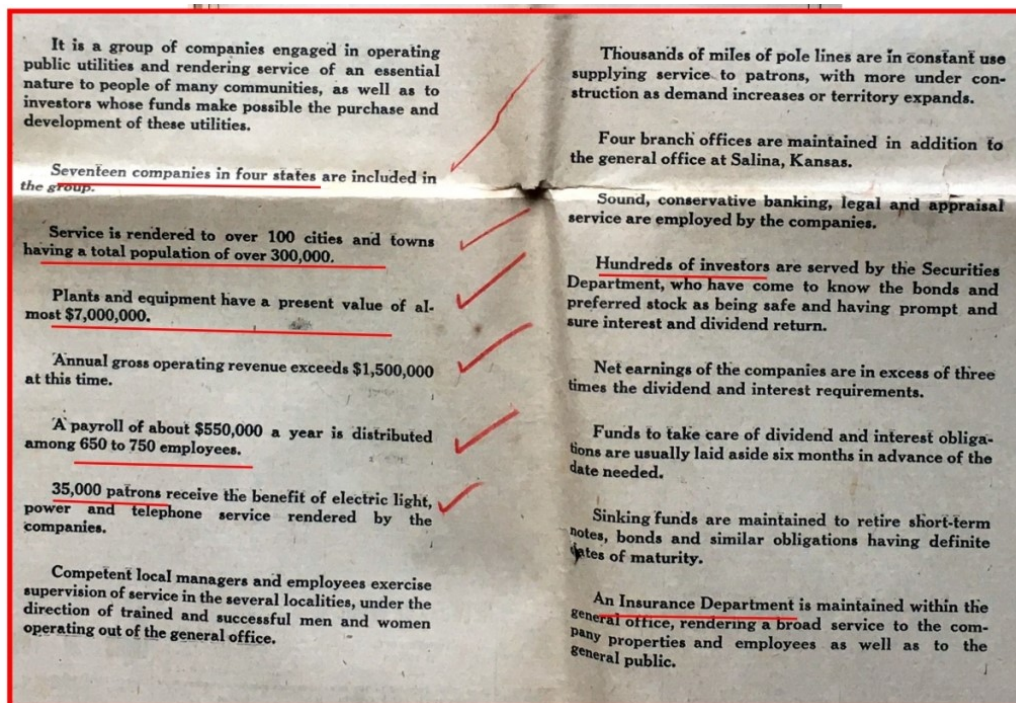 It is a group of companies engaged in operating
public utilities and rendering service of an essential
nature to people of many communities, as well as to
investors whose funds make possible the purchase and
development of these utilities.
Seventeen companies in four states are included in
the group.
Service is rendered to over 100 cities and towns
having a total population of over 300,000.
Plants and equipment have a present value of al-
most $7,000,000.
Annual gross operating revenue exceeds $1,500,000
at this time.
A payroll of about $550,000 a year is distributed
among 650 to 750 employees.
35,000 patrons receive the benefit of electric light,
power and telephone service rendered by the
companies.
Competent local managers and employees exercise
supervision of service in the several localities, under the
direction of trained and successful men and women
operating out of the general office.
Thousands of miles of pole lines are in constant use
supplying service to patrons, with more under con-
struction as demand increases or territory expands.
Four branch offices are maintained in addition to
the general office at Salina, Kansas.
Sound, conservative banking, legal and appraisal
service are employed by the companies.
Hundreds of investors are served by the Securities
Department, who have come to know the bonds and
preferred stock as being safe and having prompt and
sure interest and dividend return.
Net earnings of the companies are in excess of three
times the dividend and interest requirements.
Funds to take care of dividend and interest obliga-
tions are usually laid aside six months in advance of the
date needed.
Sinking funds are maintained to retire short-term
notes, bonds and similar obligations having definite
dates of maturity.
An Insurance Department is maintained within the
general office, rendering a broad service to the com-
pany properties and employees as well as to the
general public.